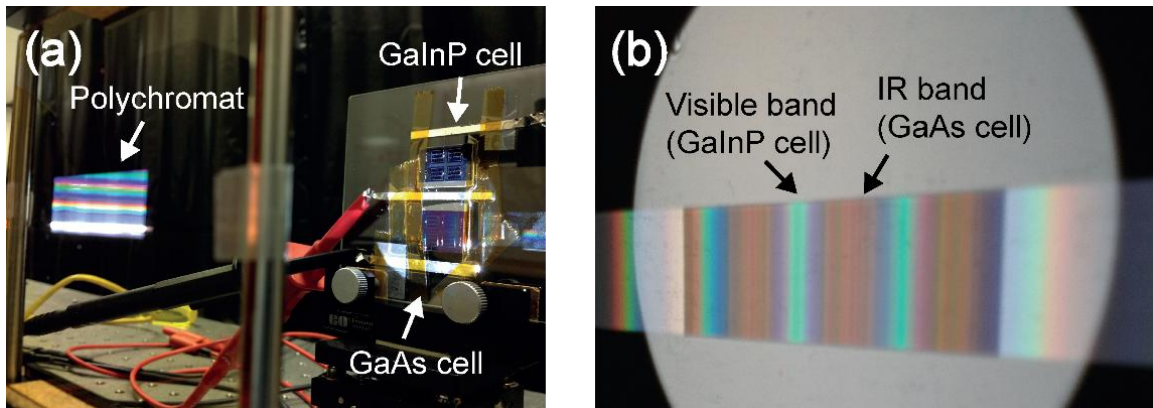 (a)
GaInP cell
Polychromat
GaAs cell
(b)
Visible band
(GaInP cell)
IR band
(GaAs cell)